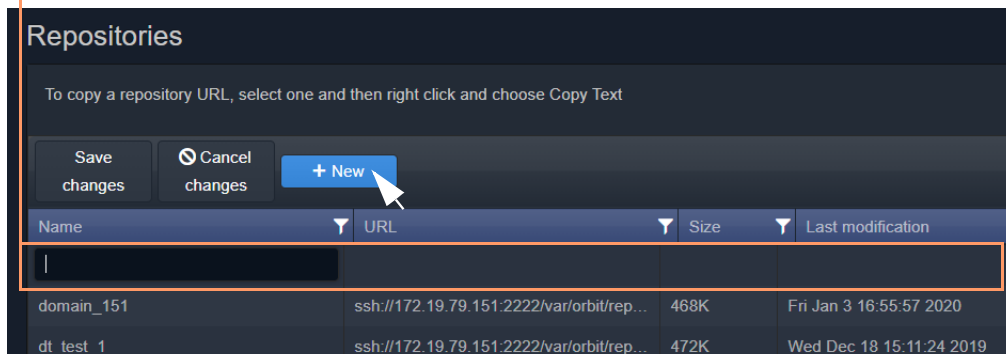 Repositories
To copy a repository URL, select one and then right click and choose Copy Text
Save changes Cancel changes + New
Name URL Size Last modification
domain_151 ssh://172.19.79.151:2222/var/orbit/rep... 468K Fri Jan 3 16:55:57 2020
dt_test_1 ssh://172.19.79.151:2222/var/orbit/rep... 472K Wed Dec 18 15:11:24 2019